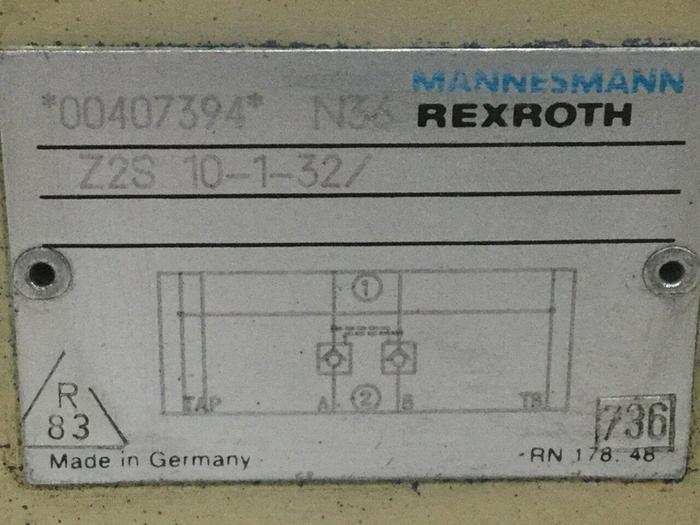 MANNESMANN
*00407394* N36 REXROTH
Z2S 10-1-32/
1
TAP A 2 B TB
R
83
736
Made in Germany RN 178.48